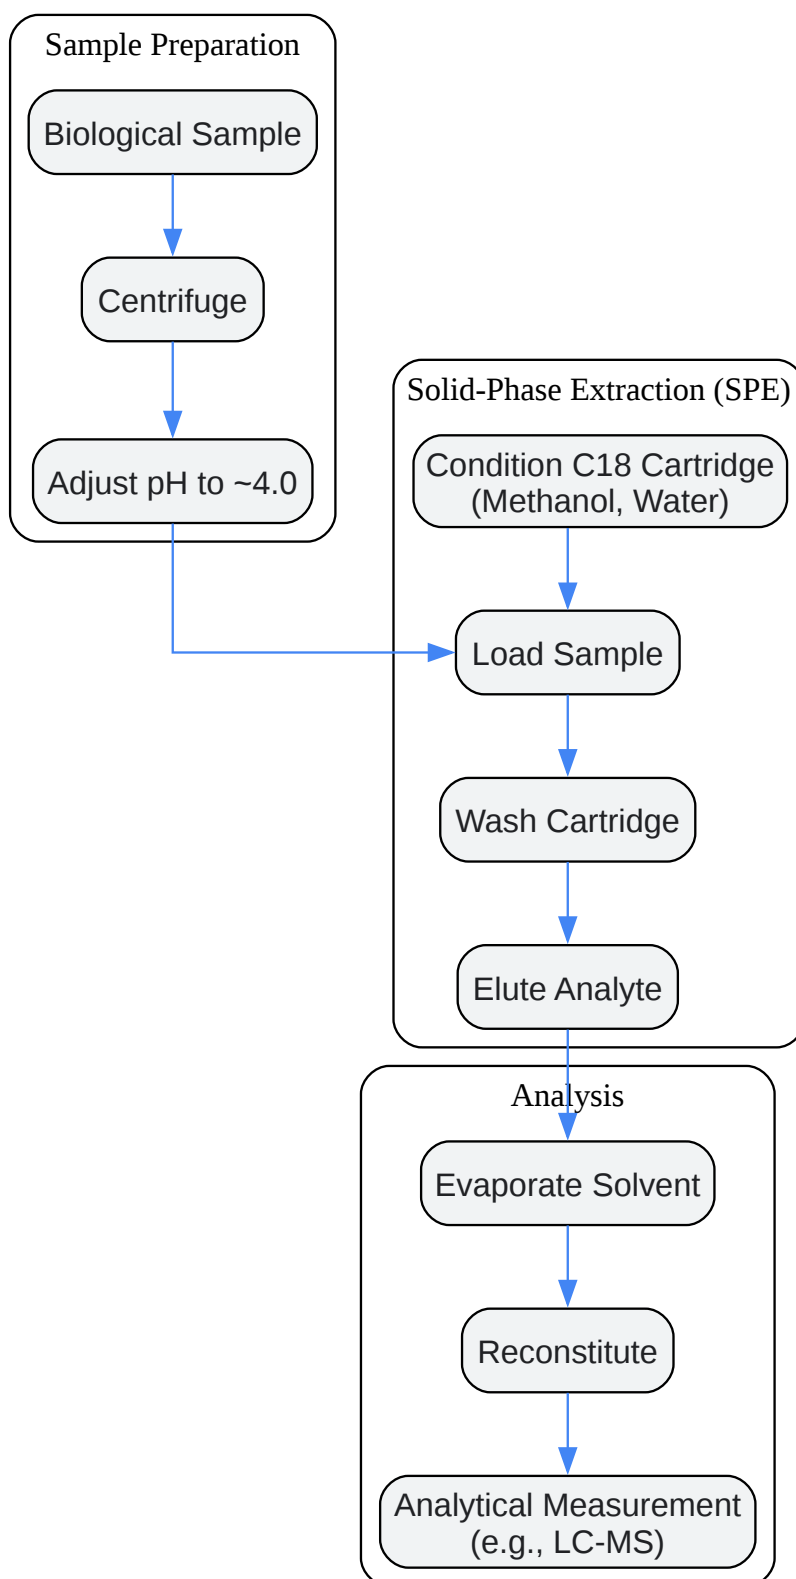 Sample Preparation
Biological Sample
Centrifuge
Adjust pH to ~4.0
Solid-Phase Extraction (SPE)
Condition C18 Cartridge
(Methanol, Water)
Load Sample
Wash Cartridge
Elute Analyte
Analysis
Evaporate Solvent
Reconstitute
Analytical Measurement
(e.g., LC-MS)